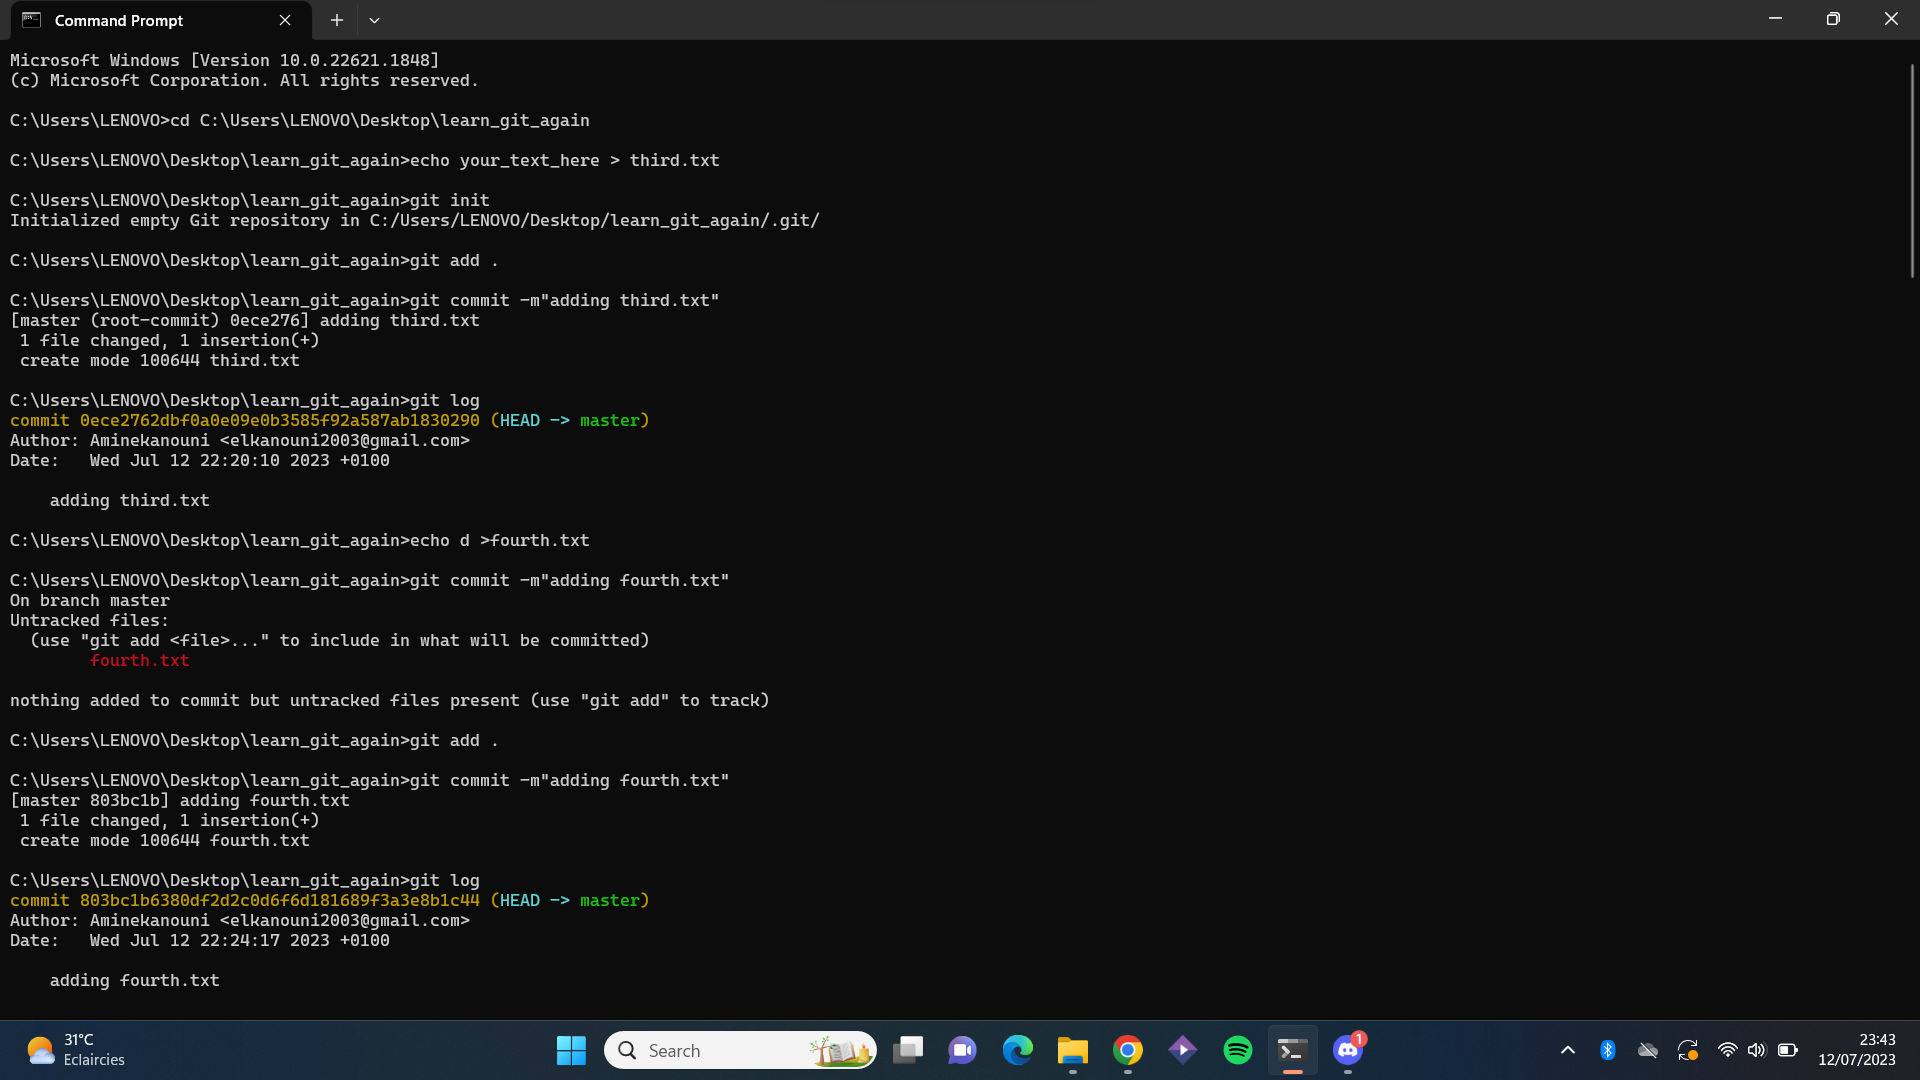 Command Prompt
Microsoft Windows [Version 10.0.22621.1848]
(c) Microsoft Corporation. All rights reserved.
C:\Users\LENOVO>cd C:\Users\LENOVO\Desktop\learn_git_again
C:\Users\LENOVO\Desktop\learn_git_again>echo your_text_here > third.txt
C:\Users\LENOVO\Desktop\learn_git_again>git init
Initialized empty Git repository in C:/Users/LENOVO/Desktop/learn_git_again/.git/
C:\Users\LENOVO\Desktop\learn_git_again>git add .
C:\Users\LENOVO\Desktop\learn_git_again>git commit -m"adding third.txt"
[master (root-commit) 0ece276] adding third.txt
 1 file changed, 1 insertion(+)
 create mode 100644 third.txt
C:\Users\LENOVO\Desktop\learn_git_again>git log
commit 0ece2762dbf0a0e09e0b3585f92a587ab1830290 (HEAD -> master)
Author: Aminekanouni <elkanouni2003@gmail.com>
Date:   Wed Jul 12 22:20:10 2023 +0100
    adding third.txt
C:\Users\LENOVO\Desktop\learn_git_again>echo d >fourth.txt
C:\Users\LENOVO\Desktop\learn_git_again>git commit -m"adding fourth.txt"
On branch master
Untracked files:
  (use "git add <file>..." to include in what will be committed)
        fourth.txt
nothing added to commit but untracked files present (use "git add" to track)
C:\Users\LENOVO\Desktop\learn_git_again>git add .
C:\Users\LENOVO\Desktop\learn_git_again>git commit -m"adding fourth.txt"
[master 803bc1b] adding fourth.txt
 1 file changed, 1 insertion(+)
 create mode 100644 fourth.txt
C:\Users\LENOVO\Desktop\learn_git_again>git log
commit 803bc1b6380df2d2c0d6f6d181689f3a3e8b1c44 (HEAD -> master)
Author: Aminekanouni <elkanouni2003@gmail.com>
Date:   Wed Jul 12 22:24:17 2023 +0100
    adding fourth.txt
31°C
Eclaircies
Search
1
23:43
12/07/2023